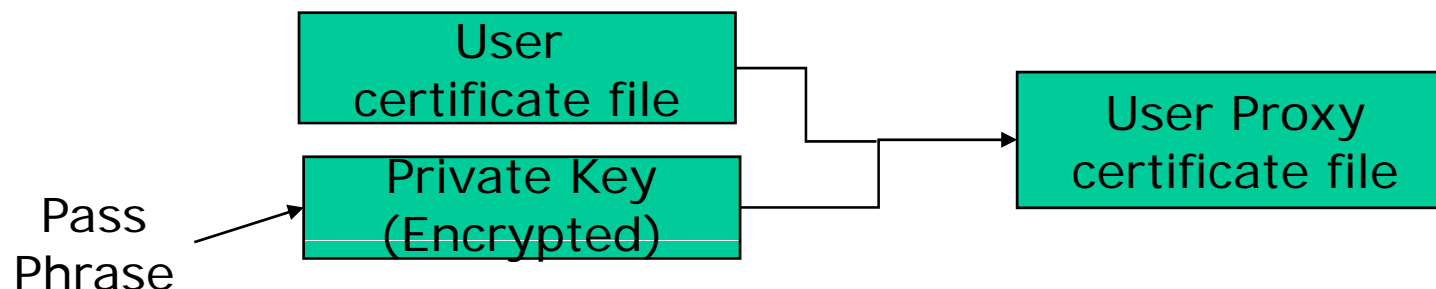 User
certificate file
Private Key
(Encrypted)
Pass
Phrase
User Proxy
certificate file